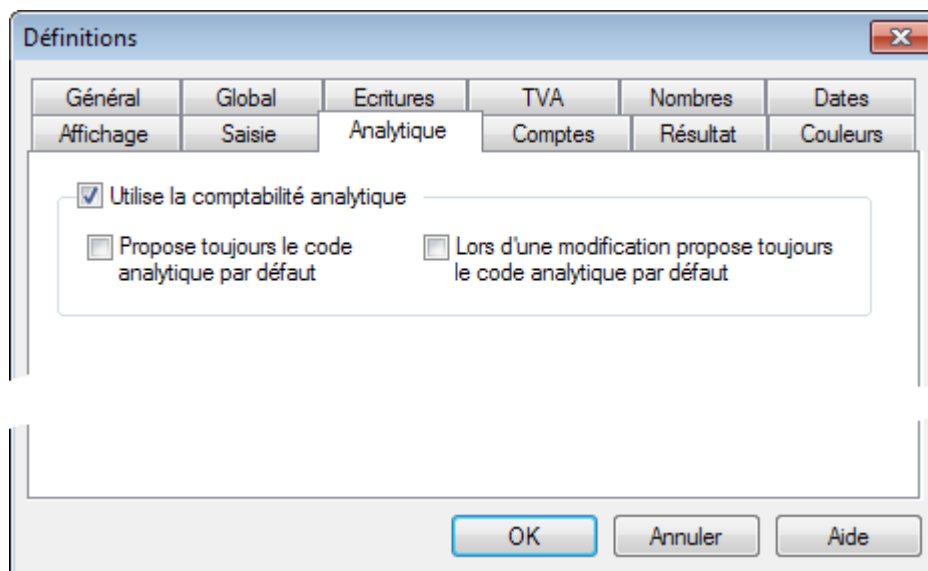 Définitions
Général Global Ecritures TVA Nombres Dates
Affichage Saisie Analytique Comptes Résultat Couleurs
Utilise la comptabilité analytique
Propose toujours le code
analytique par défaut
Lors d'une modification propose toujours
le code analytique par défaut
OK Annuler Aide